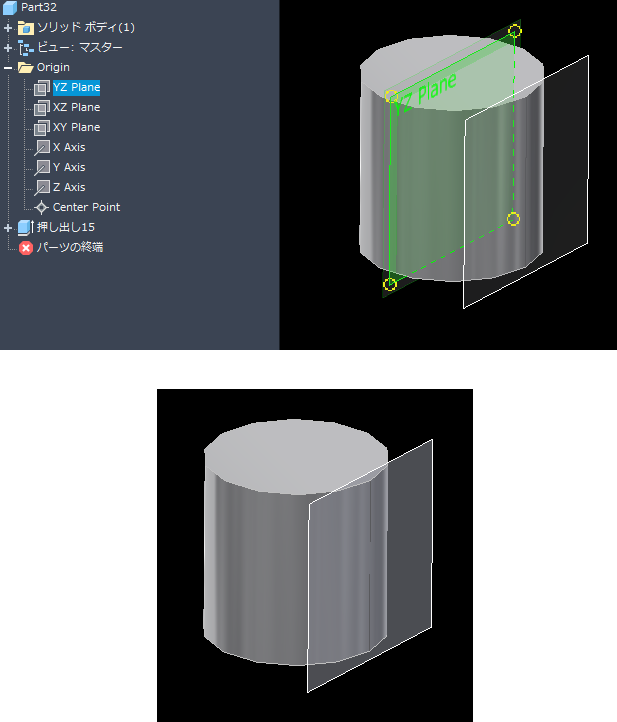 Part32
ソリッド ボディ(1)
ビュー: マスター
Origin
YZ Plane
XZ Plane
XY Plane
X Axis
Y Axis
Z Axis
Center Point
押し出し15
パーツの終端
YZ Plane